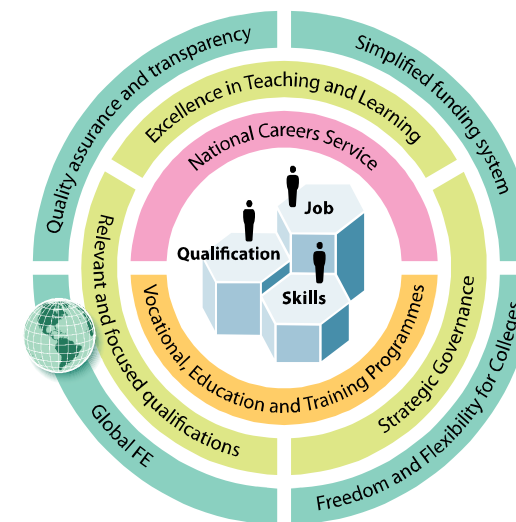 Quality assurance and transparency
Simplified funding system
Excellence in Teaching and Learning
National Careers Service
Job
Qualification
Skills
Relevant and focused qualifications
Vocational, Education and Training Programmes
Strategic Governance
Global FE
Freedom and Flexibility for Colleges